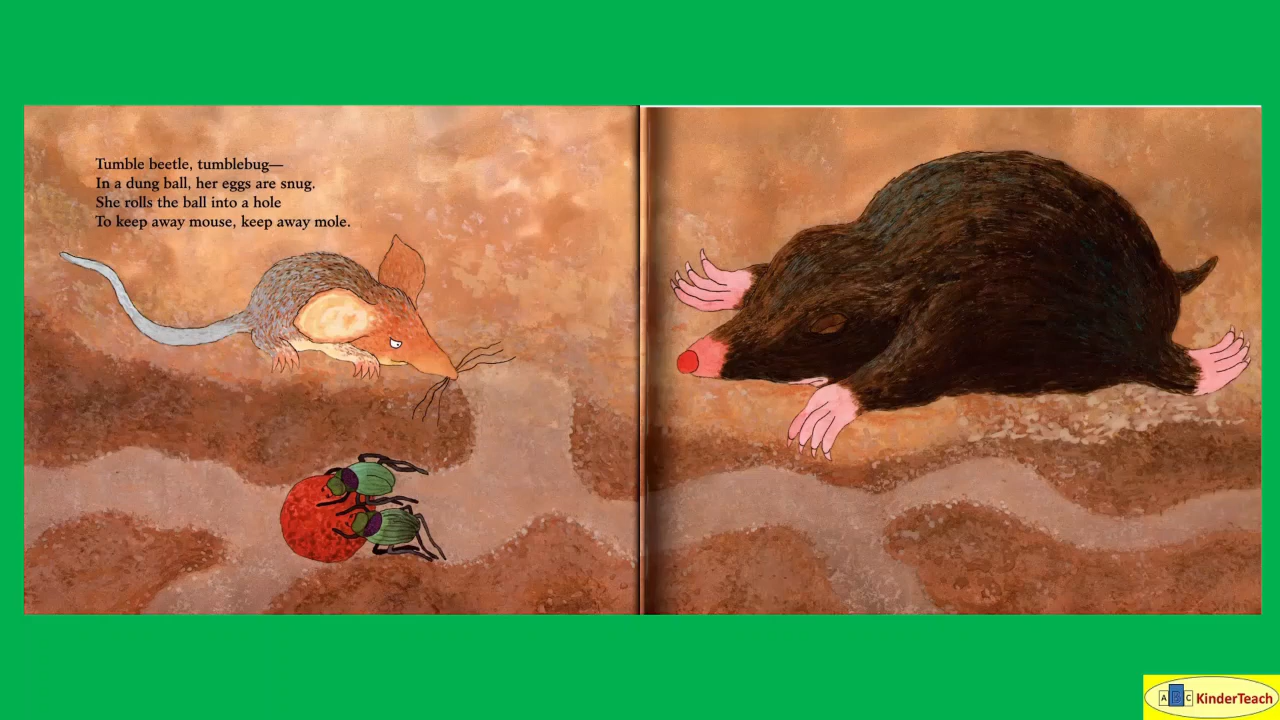 Tumble beetle, tumblebug—
In a dung ball, her eggs are snug.
She rolls the ball into a hole
To keep away mouse, keep away mole.
ABC KinderTeach